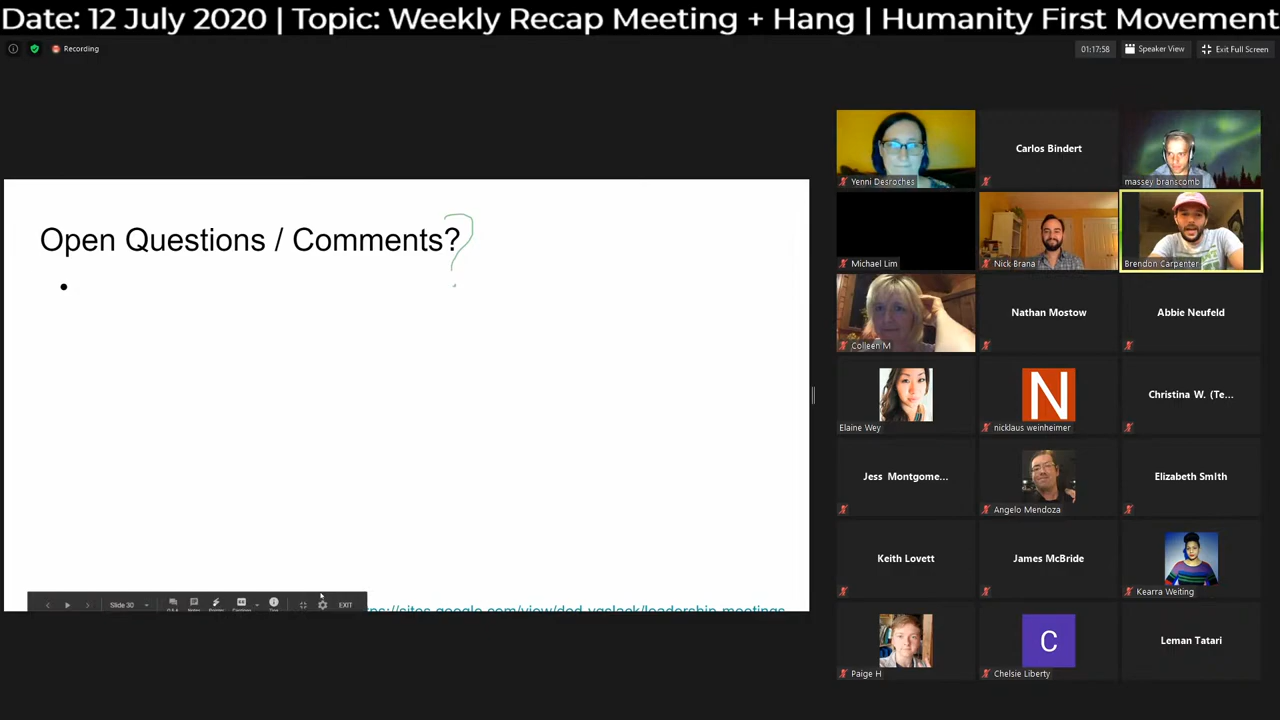 Date: 12 July 2020 | Topic: Weekly Recap Meeting + Hang | Humanity First Movement
Recording
01:17:58
Speaker View
Exit Full Screen
Open Questions / Comments?
?
Slide 30
EXIT
Yenni Desroches
Carlos Bindert
massey branscomb
Michael Lim
Nick Brana
Brendon Carpenter
Colleen M
Nathan Mostow
Abbie Neufeld
Elaine Wey
N
nicklaus weinheimer
Christina W. (Te...
Jess Montgome...
Angelo Mendoza
Elizabeth SmIth
Keith Lovett
James McBride
Kearra Weiting
Paige H
C
Chelsie Liberty
Leman Tatari